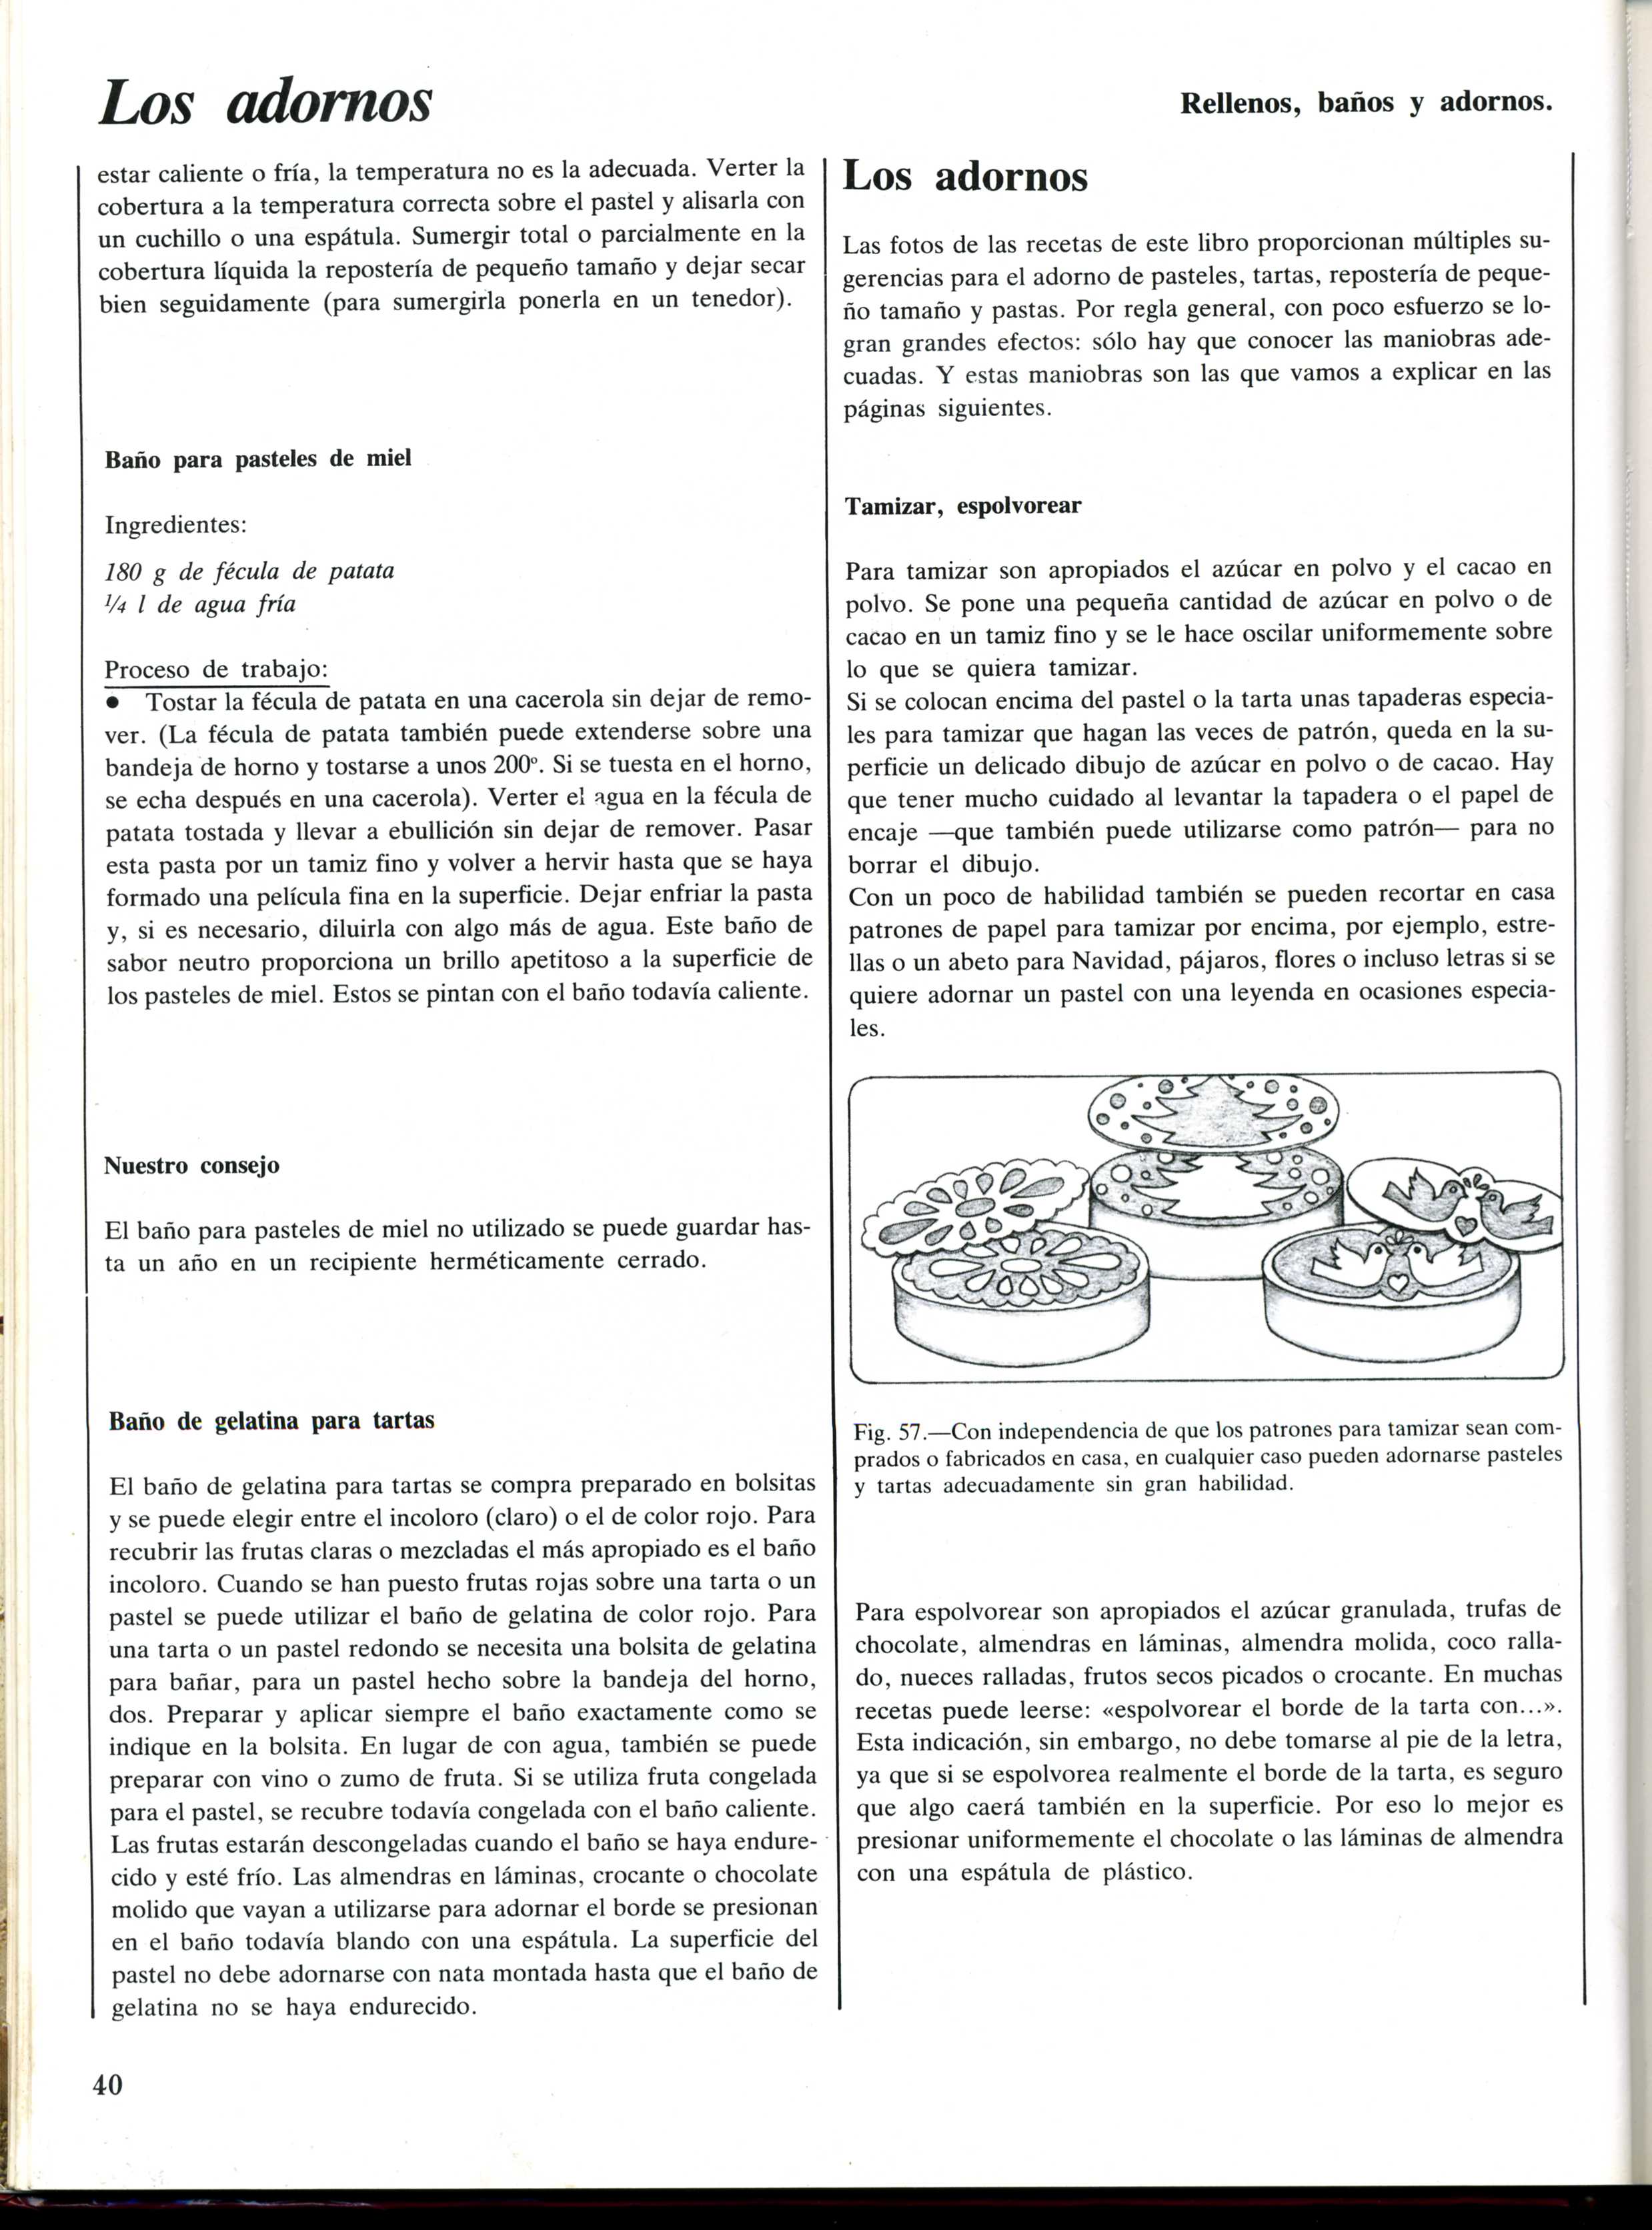 Los adornos
Rellenos, baños y adornos.
estar caliente o fría, la temperatura no es la adecuada. Verter la
cobertura a la temperatura correcta sobre el pastel y alisarla con
un cuchillo o una espátula. Sumergir total o parcialmente en la
cobertura líquida la repostería de pequeño tamaño y dejar secar
bien seguidamente (para sumergirla ponerla en un tenedor).
Baño para pasteles de miel
Ingredientes:
180 g de fécula de patata
1/4 l de agua fría
Proceso de trabajo:
● Tostar la fécula de patata en una cacerola sin dejar de remo-
ver. (La fécula de patata también puede extenderse sobre una
bandeja de horno y tostarse a unos 200º. Si se tuesta en el horno,
se echa después en una cacerola). Verter el agua en la fécula de
patata tostada y llevar a ebullición sin dejar de remover. Pasar
esta pasta por un tamiz fino y volver a hervir hasta que se haya
formado una película fina en la superficie. Dejar enfriar la pasta
y, si es necesario, diluirla con algo más de agua. Este baño de
sabor neutro proporciona un brillo apetitoso a la superficie de
los pasteles de miel. Estos se pintan con el baño todavía caliente.
Nuestro consejo
El baño para pasteles de miel no utilizado se puede guardar has-
ta un año en un recipiente herméticamente cerrado.
Baño de gelatina para tartas
El baño de gelatina para tartas se compra preparado en bolsitas
y se puede elegir entre el incoloro (claro) o el de color rojo. Para
recubrir las frutas claras o mezcladas el más apropiado es el baño
incoloro. Cuando se han puesto frutas rojas sobre una tarta o un
pastel se puede utilizar el baño de gelatina de color rojo. Para
una tarta o un pastel redondo se necesita una bolsita de gelatina
para bañar, para un pastel hecho sobre la bandeja del horno,
dos. Preparar y aplicar siempre el baño exactamente como se
indique en la bolsita. En lugar de con agua, también se puede
preparar con vino o zumo de fruta. Si se utiliza fruta congelada
para el pastel, se recubre todavía congelada con el baño caliente.
Las frutas estarán descongeladas cuando el baño se haya endure-
cido y esté frío. Las almendras en láminas, crocante o chocolate
molido que vayan a utilizarse para adornar el borde se presionan
en el baño todavía blando con una espátula. La superficie del
pastel no debe adornarse con nata montada hasta que el baño de
gelatina no se haya endurecido.
Los adornos
Las fotos de las recetas de este libro proporcionan múltiples su-
gerencias para el adorno de pasteles, tartas, repostería de peque-
ño tamaño y pastas. Por regla general, con poco esfuerzo se lo-
gran grandes efectos: sólo hay que conocer las maniobras ade-
cuadas. Y estas maniobras son las que vamos a explicar en las
páginas siguientes.
Tamizar, espolvorear
Para tamizar son apropiados el azúcar en polvo y el cacao en
polvo. Se pone una pequeña cantidad de azúcar en polvo o de
cacao en un tamiz fino y se le hace oscilar uniformemente sobre
lo que se quiera tamizar.
Si se colocan encima del pastel o la tarta unas tapaderas especia-
les para tamizar que hagan las veces de patrón, queda en la su-
perficie un delicado dibujo de azúcar en polvo o de cacao. Hay
que tener mucho cuidado al levantar la tapadera o el papel de
encaje —que también puede utilizarse como patrón— para no
borrar el dibujo.
Con un poco de habilidad también se pueden recortar en casa
patrones de papel para tamizar por encima, por ejemplo, estre-
llas o un abeto para Navidad, pájaros, flores o incluso letras si se
quiere adornar un pastel con una leyenda en ocasiones especia-
les.
Fig. 57.—Con independencia de que los patrones para tamizar sean com-
prados o fabricados en casa, en cualquier caso pueden adornarse pasteles
y tartas adecuadamente sin gran habilidad.
Para espolvorear son apropiados el azúcar granulada, trufas de
chocolate, almendras en láminas, almendra molida, coco ralla-
do, nueces ralladas, frutos secos picados o crocante. En muchas
recetas puede leerse: «espolvorear el borde de la tarta con...».
Esta indicación, sin embargo, no debe tomarse al pie de la letra,
ya que si se espolvorea realmente el borde de la tarta, es seguro
que algo caerá también en la superficie. Por eso lo mejor es
presionar uniformemente el chocolate o las láminas de almendra
con una espátula de plástico.
40